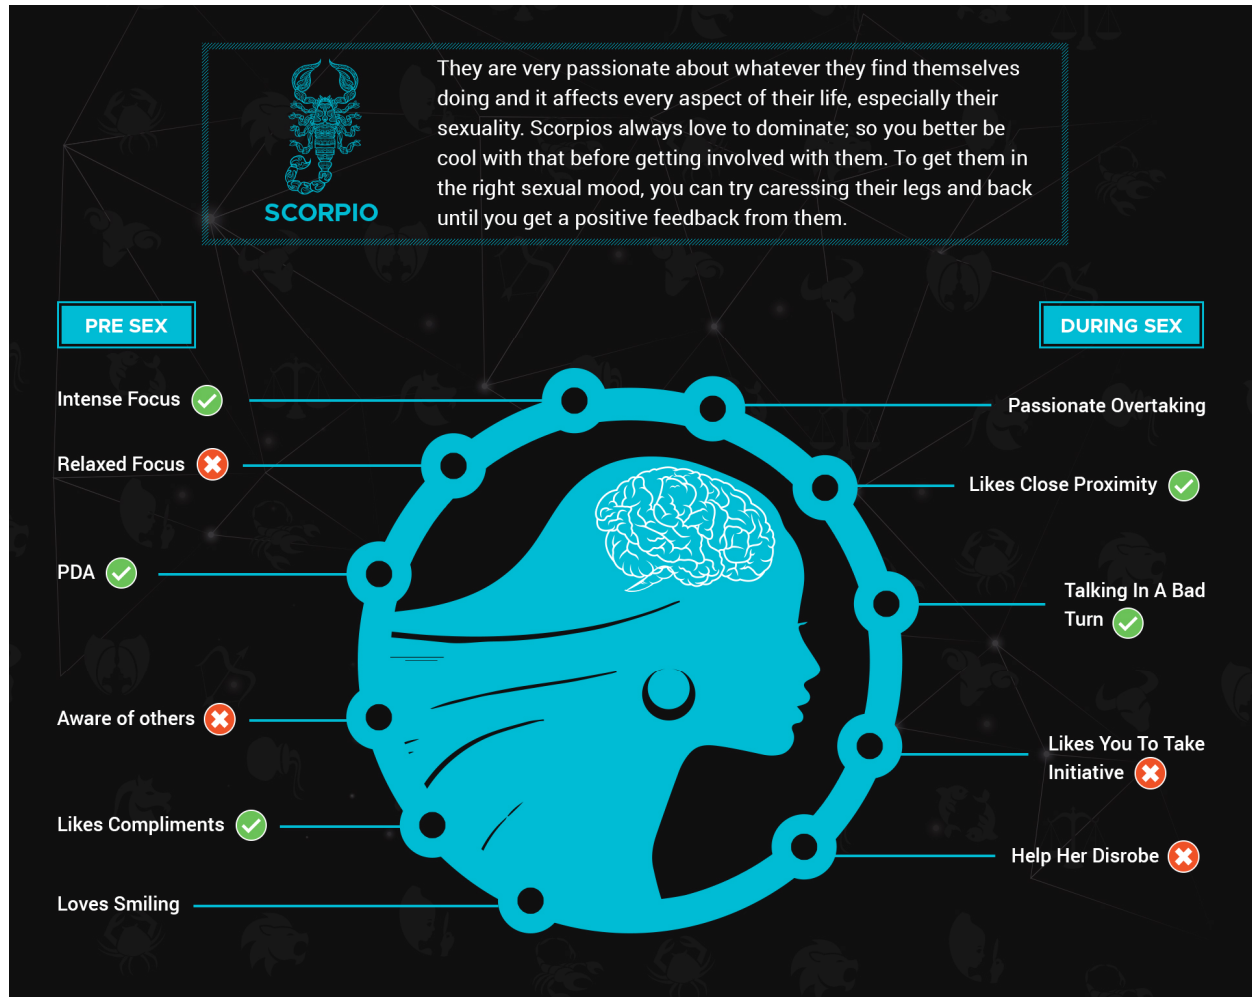 They are very passionate about whatever they find themselves
doing and it affects every aspect of their life, especially their
sexuality. Scorpios always love to dominate; so you better be
cool with that before getting involved with them. To get them in
the right sexual mood, you can try caressing their legs and back
until you get a positive feedback from them.
SCORPIO
PRE SEX
Intense Focus
Relaxed Focus
PDA
Aware of others
Likes Compliments
Loves Smiling
DURING SEX
Passionate Overtaking
Likes Close Proximity
Talking In A Bad
Turn
Likes You To Take
Initiative
Help Her Disrobe